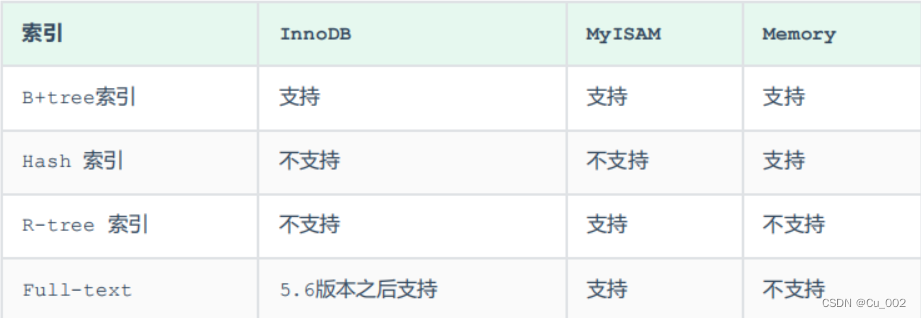 索引 InnoDB MyISAM Memory
B+tree索引 支持 支持 支持
Hash 索引 不支持 不支持 支持
R-tree 索引 不支持 支持 不支持
Full-text 5.6版本之后支持 支持 不支持
CSDN @Cu_002